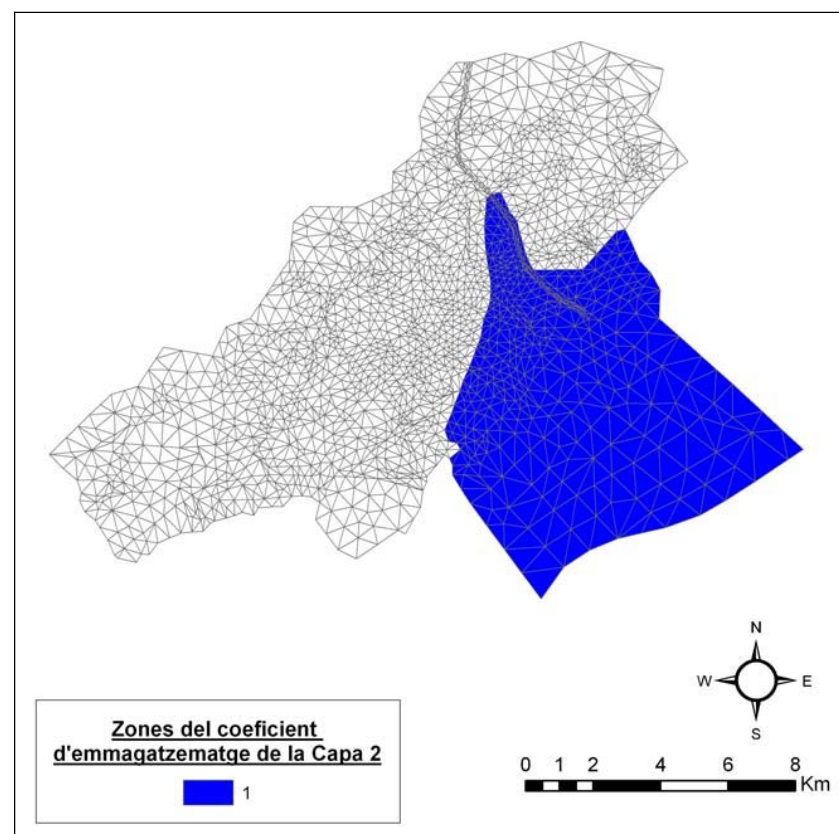 N
W E
S
Zones del coeficient
d'emmagatzematge de la Capa 2
1
0 1 2 4 6 8
Km